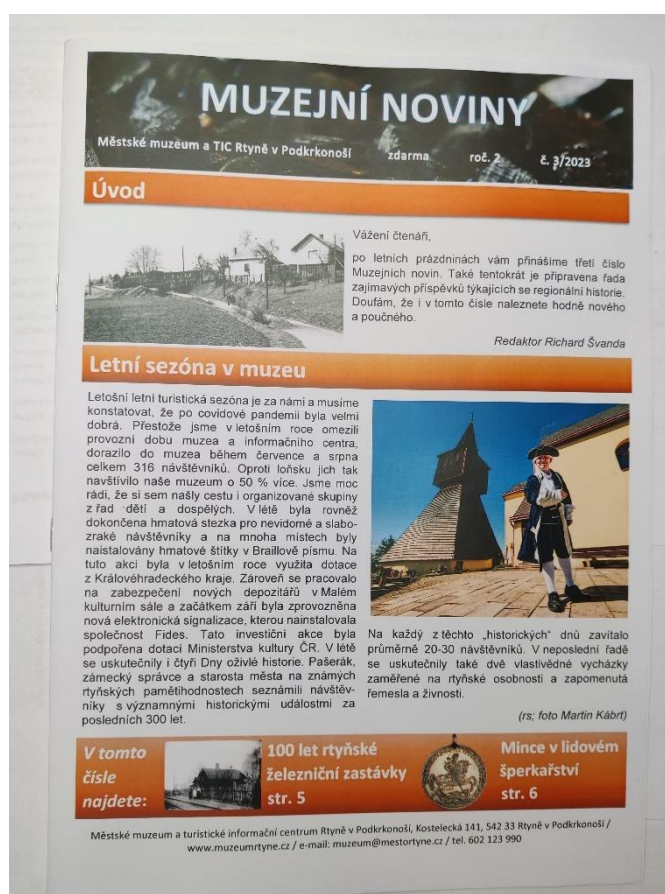 MUZEJNÍ NOVINY
Městské muzeum a TIC Rtyně v Podkrkonoší zdarma roč. 2 č. 3/2023
Úvod
Vážení čtenáři,
po letních prázdninách vám přinášíme třetí číslo
Muzejních novin. Také tentokrát je připravena řada
zajímavých příspěvků týkajících se regionální historie.
Doufám, že i v tomto čísle naleznete hodně nového
a poučného.
Redaktor Richard Švanda
Letní sezóna v muzeu
Letošní letní turistická sezóna je za námi a musíme
konstatovat, že po covidové pandemii byla velmi
dobrá. Přestože jsme v letošním roce omezili
provozní dobu muzea a informačního centra,
dorazilo do muzea během července a srpna
celkem 316 návštěvníků. Oproti loňsku jich tak
navštívilo naše muzeum o 50 % více. Jsme moc
rádi, že si sem našly cestu i organizované skupiny
z řad dětí a dospělých. V létě byla rovněž
dokončena hmatová stezka pro nevidomé a slabo-
zraké návštěvníky a na mnoha místech byly
naistalovány hmatové štítky v Braillově písmu. Na
tuto akci byla v letošním roce využita dotace
z Královéhradeckého kraje. Zároveň se pracovalo
na zabezpečení nových depozitářů v Malém
kulturním sále a začátkem září byla zprovozněna
nová elektronická signalizace, kterou nainstalovala
společnost Fides. Tato investiční akce byla
podpořena dotací Ministerstva kultury ČR. V létě
se uskutečnily i čtyři Dny oživlé historie. Pašerák,
zámecký správce a starosta města na známých
rtyňských pamětihodnostech seznámili návštěv-
níky s významnými historickými událostmi za
posledních 300 let.
Na každý z těchto „historických“ dnů zavítalo
průměrně 20-30 návštěvníků. V neposlední řadě
se uskutečnily také dvě vlastivědné vycházky
zaměřené na rtyňské osobnosti a zapomenutá
řemesla a živnosti.
(rs; foto Martin Kábrt)
V tomto
čísle
najdete:
100 let rtyňské
železniční zastávky
str. 5
Mince v lidovém
šperkařství
str. 6
Městské muzeum a turistické informační centrum Rtyně v Podkrkonoší, Kostelecká 141, 542 33 Rtyně v Podkrkonoší /
www.muzeumrtyne.cz / e-mail: muzeum@mestortyne.cz / tel. 602 123 990